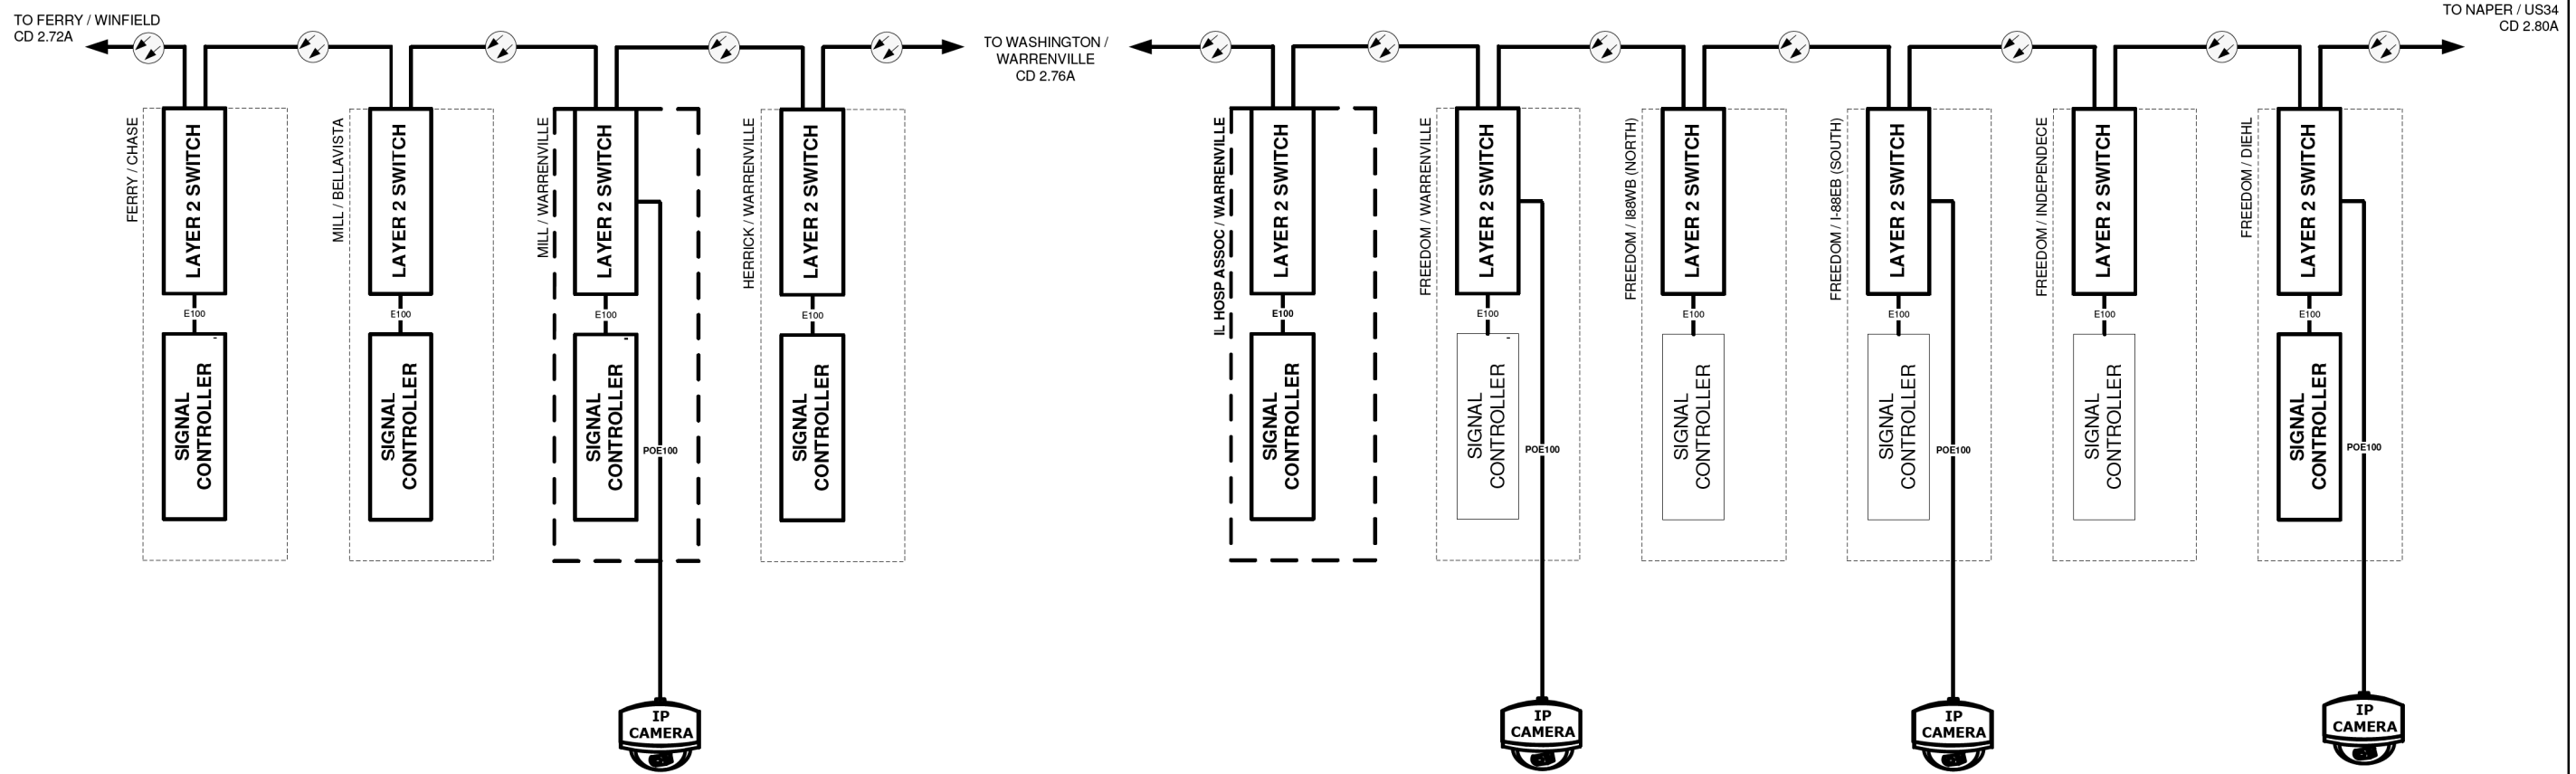 TO FERRY / WINFIELD
CD 2.72A
TO WASHINGTON /
WARRENVILLE
CD 2.76A
TO NAPER / US34
CD 2.80A
FERRY / CHASE
LAYER 2 SWITCH
E100
SIGNAL
CONTROLLER
MILL / BELLAVISTA
LAYER 2 SWITCH
E100
SIGNAL
CONTROLLER
MILL / WARRENVILLE
LAYER 2 SWITCH
E100
SIGNAL
CONTROLLER
POE100
IP
CAMERA
HERRICK / WARRENVILLE
LAYER 2 SWITCH
E100
SIGNAL
CONTROLLER
IL HOSP ASSOC / WARRENVILLE
LAYER 2 SWITCH
E100
SIGNAL
CONTROLLER
FREEDOM / WARRENVILLE
LAYER 2 SWITCH
E100
SIGNAL
CONTROLLER
POE100
IP
CAMERA
FREEDOM / I88WB (NORTH)
LAYER 2 SWITCH
E100
SIGNAL
CONTROLLER
FREEDOM / I-88EB (SOUTH)
LAYER 2 SWITCH
E100
SIGNAL
CONTROLLER
POE100
IP
CAMERA
FREEDOM / INDEPENDECE
LAYER 2 SWITCH
E100
SIGNAL
CONTROLLER
FREEDOM / DIEHL
LAYER 2 SWITCH
E100
SIGNAL
CONTROLLER
POE100
IP
CAMERA